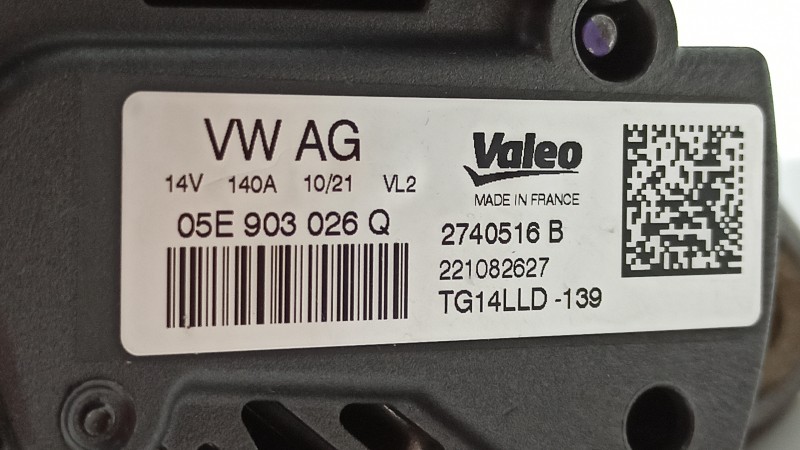 VW AG
14V 140A 10/21 VL2
05E 903 026 Q
Valeo
MADE IN FRANCE
2740516 B
221082627
TG14LLD -139